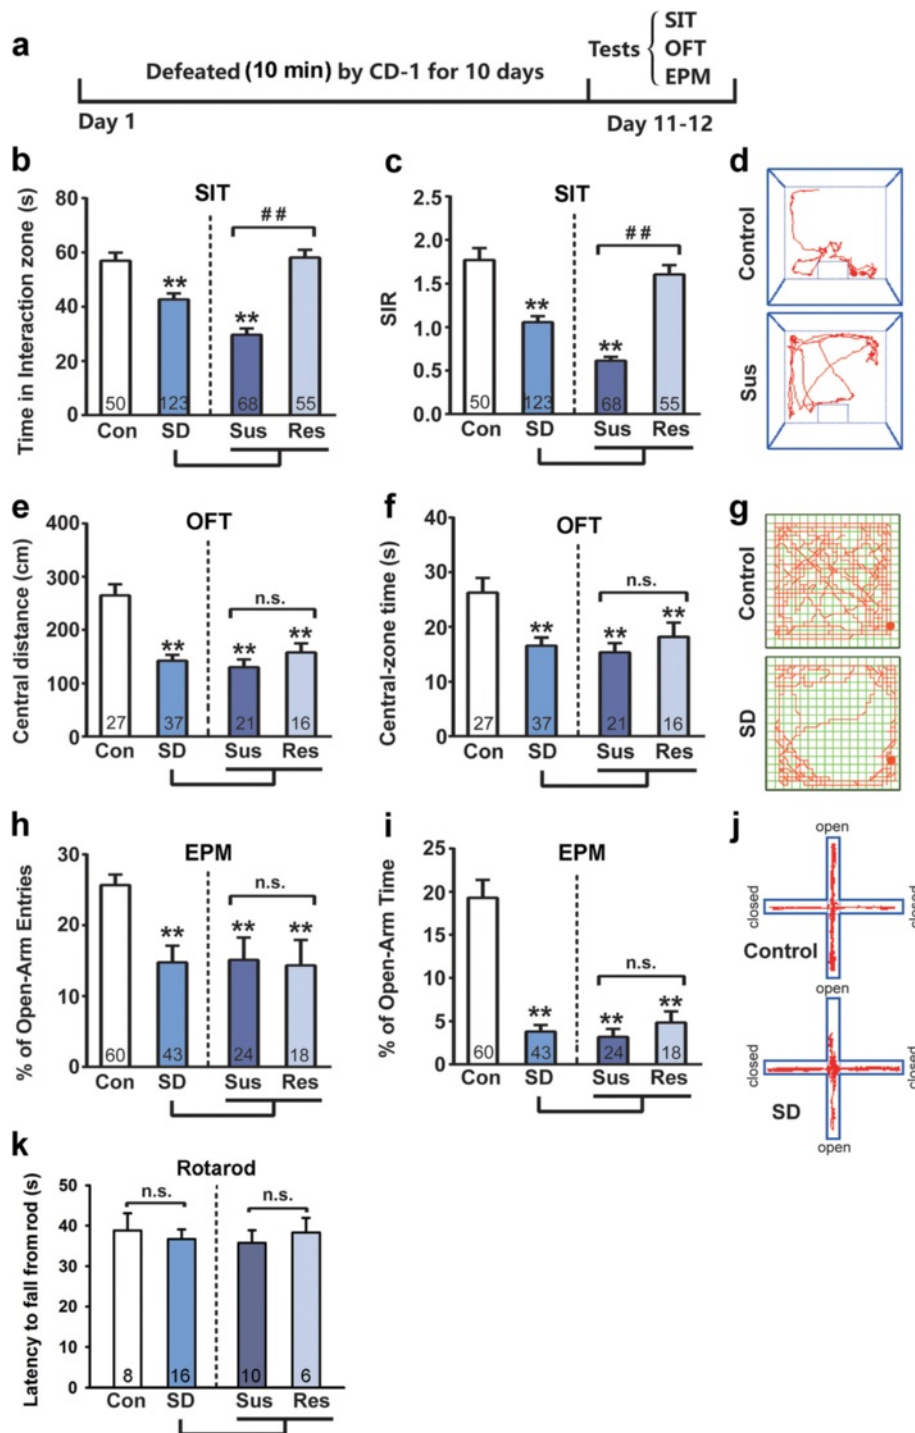 a
Defeated (10 min) by CD-1 for 10 days
Tests
SIT
OFT
EPM
Day 1
Day 11-12
b
SIT
Time in Interaction zone (s)
80
60
40
20
0
**
**
##
50
123
68
55
Con
SD
Sus
Res
c
SIT
SIR
2.5
2.0
1.5
1.0
0.5
0.0
**
**
##
50
123
68
55
Con
SD
Sus
Res
d
Control
Sus
e
OFT
Central distance (cm)
400
300
200
100
0
**
**
**
n.s.
27
37
21
16
Con
SD
Sus
Res
f
OFT
Central-zone time (s)
40
30
20
10
0
**
**
**
n.s.
27
37
21
16
Con
SD
Sus
Res
g
Control
SD
h
EPM
% of Open-Arm Entries
30
20
10
0
**
**
**
n.s.
60
43
24
18
Con
SD
Sus
Res
i
EPM
% of Open-Arm Time
25
20
15
10
5
0
**
**
**
n.s.
60
43
24
18
Con
SD
Sus
Res
j
open
closed
closed
Control
open
closed
closed
SD
open
k
Rotarod
Latency to fall from rod (s)
50
40
30
20
10
0
n.s.
n.s.
8
16
10
6
Con
SD
Sus
Res